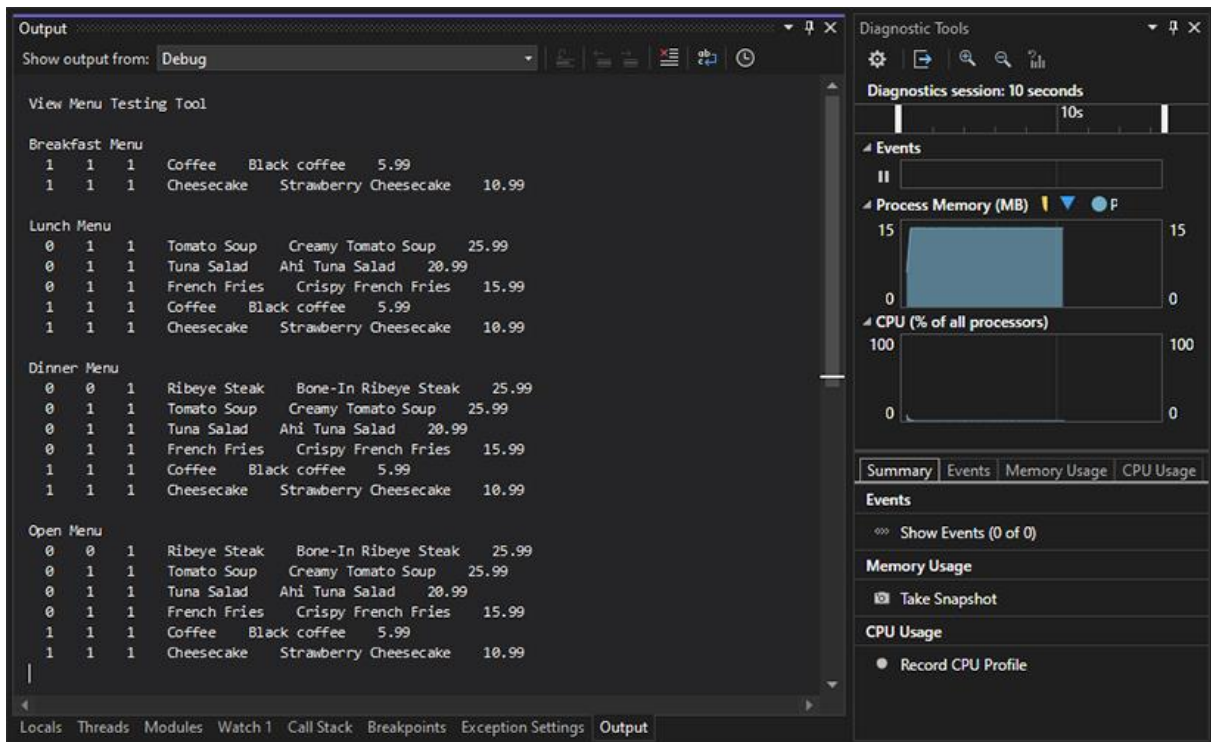 Output
Show output from: Debug
View Menu Testing Tool
Breakfast Menu
1 1 1 Coffee Black coffee 5.99
1 1 1 Cheesecake Strawberry Cheesecake 10.99
Lunch Menu
0 1 1 Tomato Soup Creamy Tomato Soup 25.99
0 1 1 Tuna Salad Ahi Tuna Salad 20.99
0 1 1 French Fries Crispy French Fries 15.99
1 1 1 Coffee Black coffee 5.99
1 1 1 Cheesecake Strawberry Cheesecake 10.99
Dinner Menu
0 0 1 Ribeye Steak Bone-In Ribeye Steak 25.99
0 1 1 Tomato Soup Creamy Tomato Soup 25.99
0 1 1 Tuna Salad Ahi Tuna Salad 20.99
0 1 1 French Fries Crispy French Fries 15.99
1 1 1 Coffee Black coffee 5.99
1 1 1 Cheesecake Strawberry Cheesecake 10.99
Open Menu
0 0 1 Ribeye Steak Bone-In Ribeye Steak 25.99
0 1 1 Tomato Soup Creamy Tomato Soup 25.99
0 1 1 Tuna Salad Ahi Tuna Salad 20.99
0 1 1 French Fries Crispy French Fries 15.99
1 1 1 Coffee Black coffee 5.99
1 1 1 Cheesecake Strawberry Cheesecake 10.99
Locals Threads Modules Watch 1 Call Stack Breakpoints Exception Settings Output
Diagnostic Tools
Diagnostics session: 10 seconds
10s
Events
Process Memory (MB) P
15 15
0 0
CPU (% of all processors)
100 100
0 0
Summary Events Memory Usage CPU Usage
Events
Show Events (0 of 0)
Memory Usage
Take Snapshot
CPU Usage
Record CPU Profile